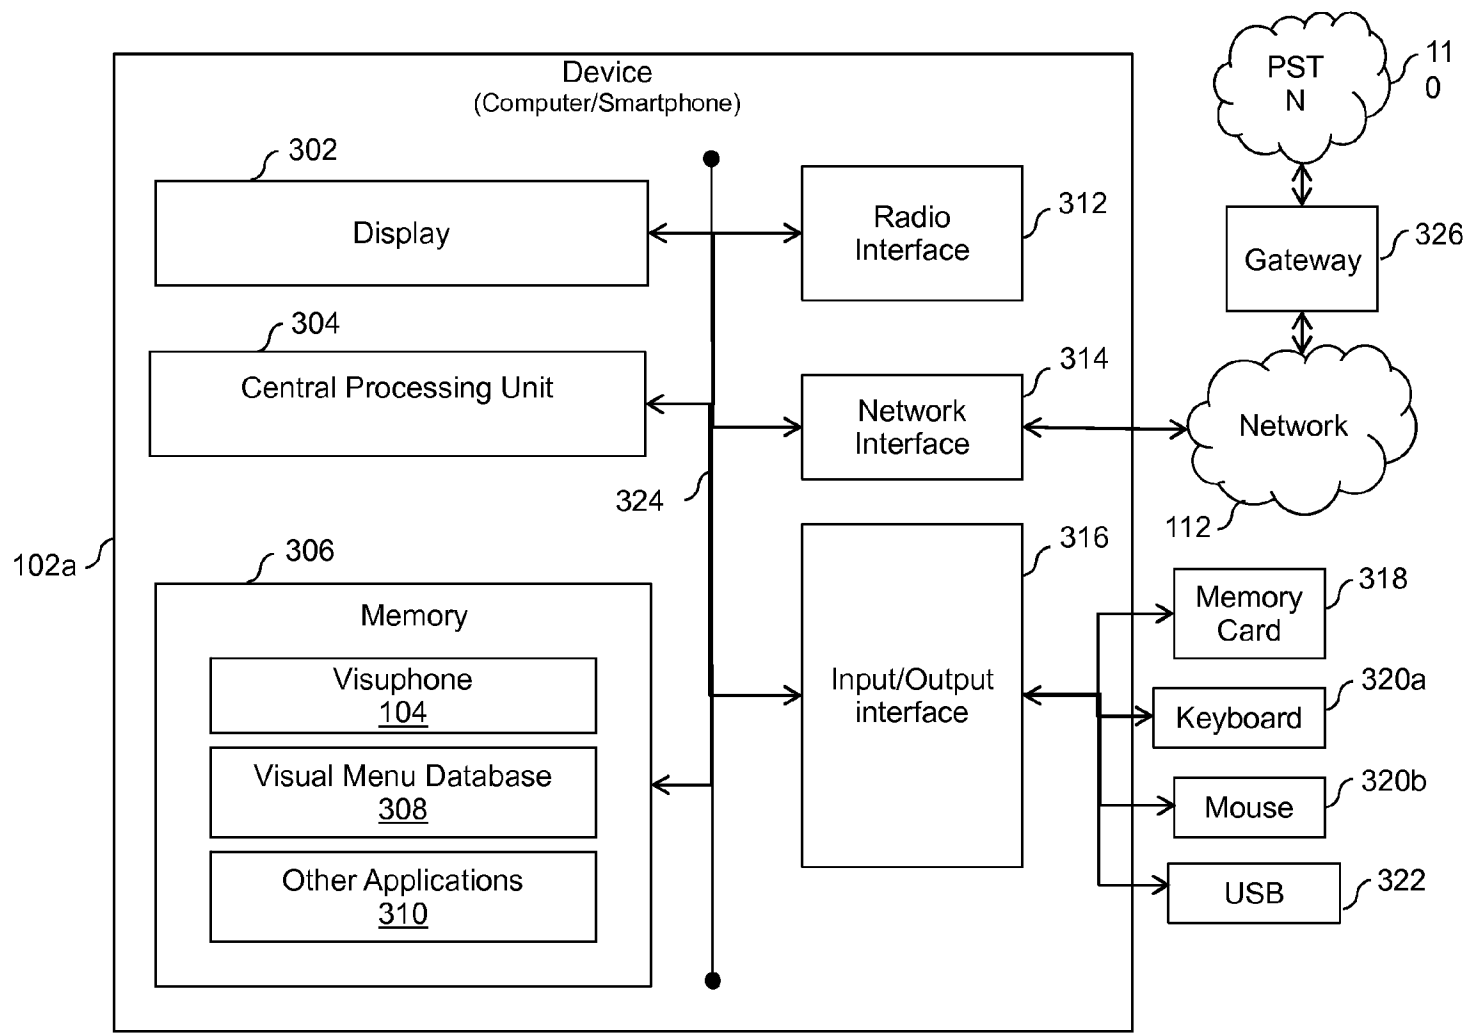 Device
(Computer/Smartphone)
302
Display
304
Central Processing Unit
324
102a
306
Memory
Visuphone
104
Visual Menu Database
308
Other Applications
310
Radio
Interface
312
Network
Interface
314
Input/Output
interface
316
PST
N
11
0
Gateway
326
Network
112
Memory
Card
318
Keyboard
320a
Mouse
320b
USB
322